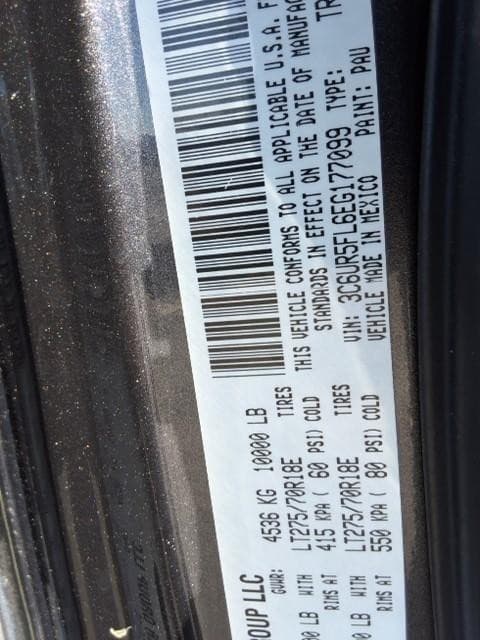 OUP LLC
GVWR: 4536 KG 10000 LB
LB WITH LT275/70R18E TIRES
RIMS AT 415 KPA ( 60 PSI) COLD
0 LB WITH LT275/70R18E TIRES
RIMS AT 550 KPA ( 80 PSI) COLD
THIS VEHICLE CONFORMS TO ALL APPLICABLE U.S.A. F
STANDARDS IN EFFECT ON THE DATE OF MANUFAC
VIN: 3C6UR5FL6EG177099 TYPE: TR
VEHICLE MADE IN MEXICO PAINT: PAU